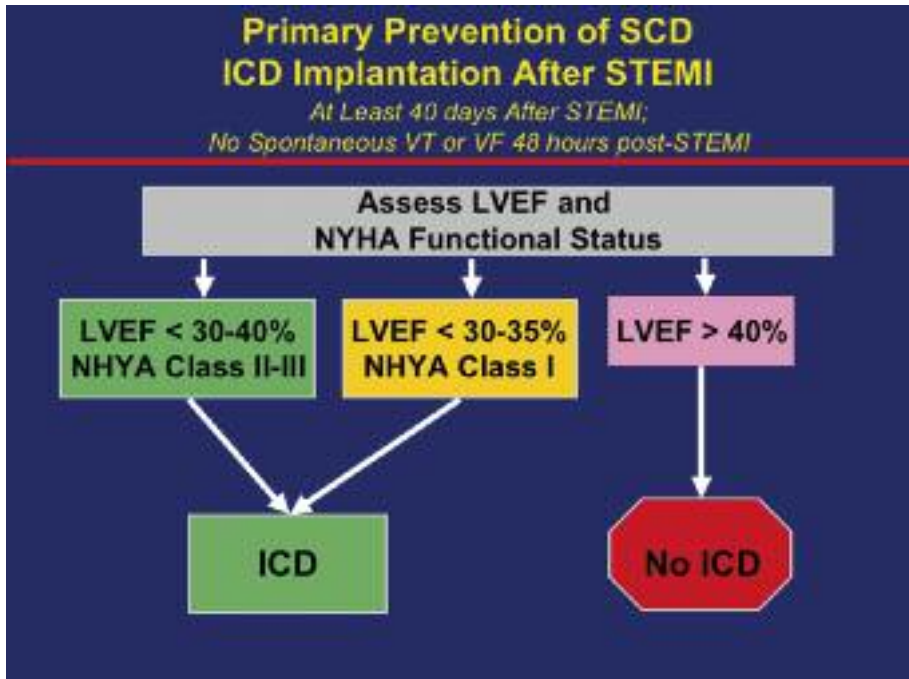 Primary Prevention of SCD
ICD Implantation After STEMI
At Least 40 days After STEMI;
No Spontaneous VT or VF 48 hours post-STEMI
Assess LVEF and
NYHA Functional Status
LVEF < 30-40%
NHYA Class II-III
LVEF < 30-35%
NHYA Class I
LVEF > 40%
ICD
No ICD